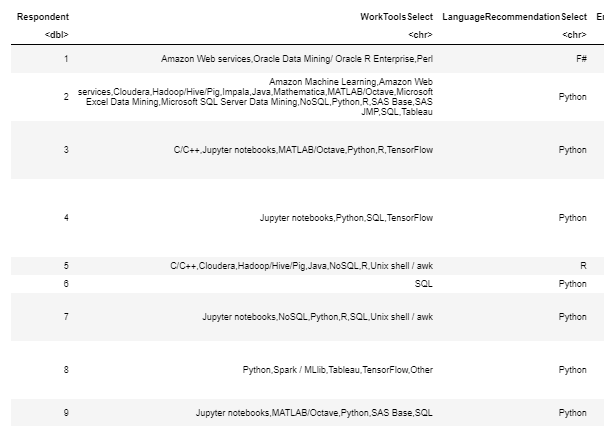 Respondent WorkToolsSelect LanguageRecommendationSelect
<dbl> <chr> <chr>
1 Amazon Web services,Oracle Data Mining/ Oracle R Enterprise,Perl F#
Amazon Machine Learning,Amazon Web
services,Cloudera,Hadoop/Hive/Pig,Impala,Java,Mathematica,MATLAB/Octave,Microsoft
2 Excel Data Mining,Microsoft SQL Server Data Mining,NoSQL,Python,R,SAS Base,SAS Python
JMP,SQL,Tableau
3 C/C++,Jupyter notebooks,MATLAB/Octave,Python,R,TensorFlow Python
4 Jupyter notebooks,Python,SQL,TensorFlow Python
5 C/C++,Cloudera,Hadoop/Hive/Pig,Java,NoSQL,R,Unix shell / awk R
6 SQL Python
7 Jupyter notebooks,NoSQL,Python,R,SQL,Unix shell / awk Python
8 Python,Spark / MLlib,Tableau,TensorFlow,Other Python
9 Jupyter notebooks,MATLAB/Octave,Python,SAS Base,SQL Python